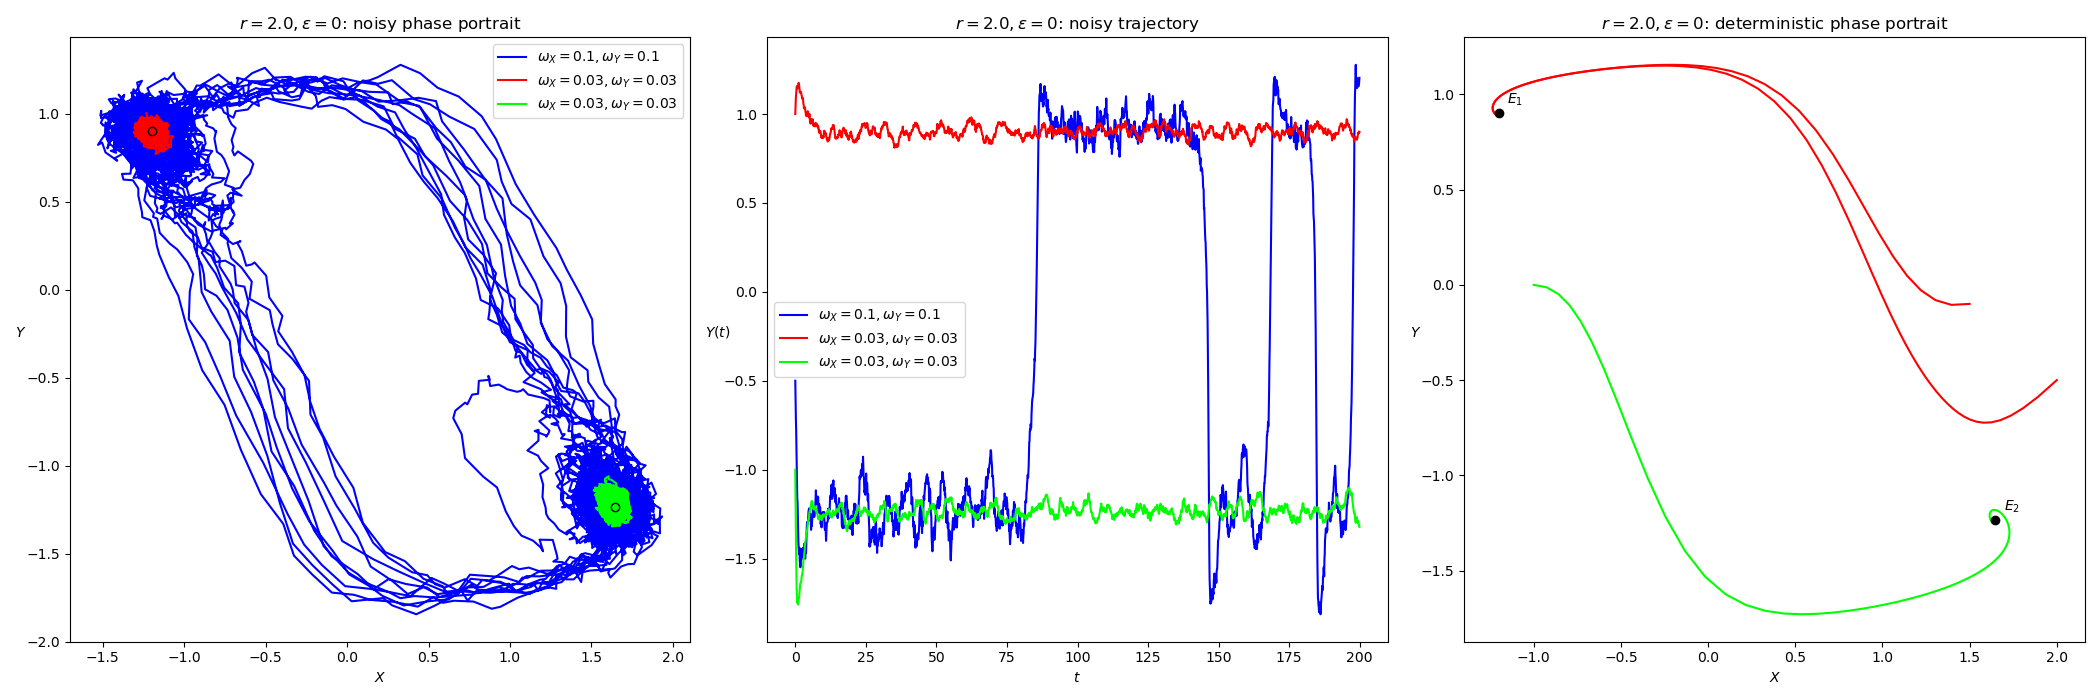 r = 2.0, ε = 0: noisy phase portrait
ω_X = 0.1, ω_Y = 0.1
ω_X = 0.03, ω_Y = 0.03
ω_X = 0.03, ω_Y = 0.03
1.0
0.5
0.0
−0.5
−1.0
−1.5
−2.0
Y
−1.5 −1.0 −0.5 0.0 0.5 1.0 1.5 2.0
X
r = 2.0, ε = 0: noisy trajectory
1.0
0.5
0.0
−0.5
−1.0
−1.5
Y(t)
ω_X = 0.1, ω_Y = 0.1
ω_X = 0.03, ω_Y = 0.03
ω_X = 0.03, ω_Y = 0.03
0 25 50 75 100 125 150 175 200
t
r = 2.0, ε = 0: deterministic phase portrait
1.0
0.5
0.0
−0.5
−1.0
−1.5
Y
E_1
E_2
−1.0 −0.5 0.0 0.5 1.0 1.5 2.0
X